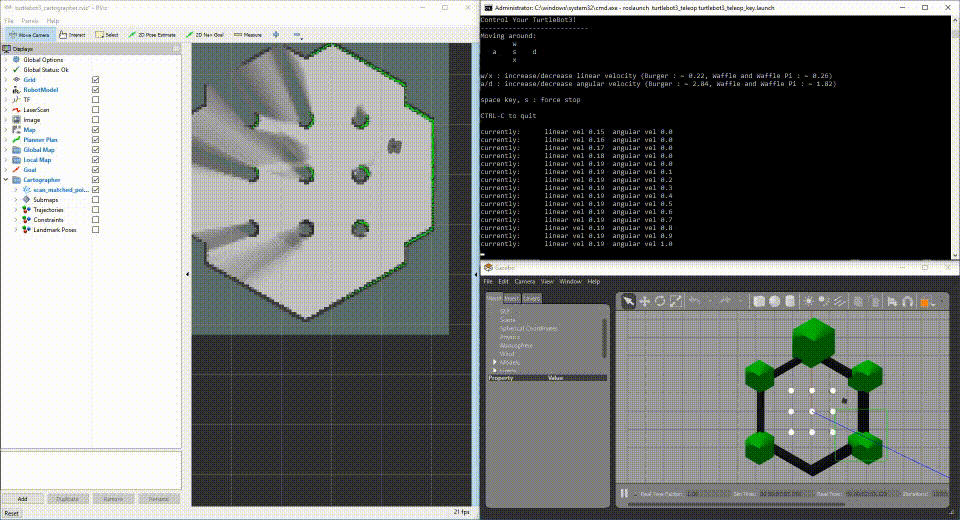 turtlebot3_cartographer.rviz* - RViz
File Panels Help
Move Camera Interact Select 2D Pose Estimate 2D Nav Goal Measure
Displays
Global Options
Global Status: Ok
Grid
RobotModel
TF
LaserScan
Image
Map
Planner Plan
Global Map
Local Map
Goal
Cartographer
scan_matched_poi...
Submaps
Trajectories
Constraints
Landmark Poses
Add Duplicate Remove Rename
Reset
21 fps
Administrator: C:\windows\system32\cmd.exe - roslaunch turtlebot3_teleop turtlebot3_teleop_key.launch
Control Your TurtleBot3!
---------------------------
Moving around:
w
a s d
x
w/x : increase/decrease linear velocity (Burger : ~ 0.22, Waffle and Waffle Pi : ~ 0.26)
a/d : increase/decrease angular velocity (Burger : ~ 2.84, Waffle and Waffle Pi : ~ 1.82)
space key, s : force stop
CTRL-C to quit
currently: linear vel 0.15 angular vel 0.0
currently: linear vel 0.16 angular vel 0.0
currently: linear vel 0.17 angular vel 0.0
currently: linear vel 0.18 angular vel 0.0
currently: linear vel 0.19 angular vel 0.0
currently: linear vel 0.19 angular vel 0.1
currently: linear vel 0.19 angular vel 0.2
currently: linear vel 0.19 angular vel 0.3
currently: linear vel 0.19 angular vel 0.4
currently: linear vel 0.19 angular vel 0.5
currently: linear vel 0.19 angular vel 0.6
currently: linear vel 0.19 angular vel 0.7
currently: linear vel 0.19 angular vel 0.8
currently: linear vel 0.19 angular vel 0.9
currently: linear vel 0.19 angular vel 1.0
Gazebo
File Edit Camera View Window Help
World Insert Layers
GUI
Scene
Spherical Coordinates
Physics
Atmosphere
Wind
Models
Property Value
Real Time Factor: 1.00 Sim Time: Real Time: Iterations: